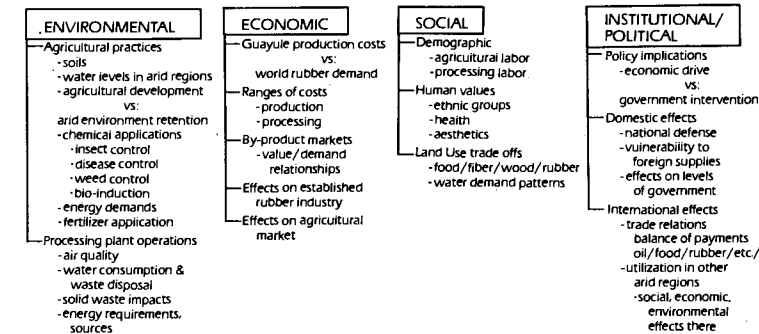 ENVIRONMENTAL
Agricultural practices
-soils
-water levels in arid regions
-agricultural development
vs:
arid environment retention
-chemical applications
·insect control
·disease control
·weed control
·bio-induction
-energy demands
-fertilizer application
Processing plant operations
-air quality
-water consumption &
waste disposal
-solid waste impacts
-energy requirements,
sources
ECONOMIC
Guayule production costs
vs:
world rubber demand
Ranges of costs
-production
-processing
By-product markets
-value/demand
relationships
Effects on established
rubber industry
Effects on agricultural
market
SOCIAL
Demographic
-agricultural labor
-processing labor
Human values
-ethnic groups
-health
-aesthetics
Land Use trade offs
-food/fiber/wood/rubber
-water demand patterns
INSTITUTIONAL/
POLITICAL
Policy implications
-economic drive
vs:
government intervention
Domestic effects
-national defense
-vulnerability to
foreign supplies
-effects on levels
of government
International effects
-trade relations
balance of payments
oil/food/rubber/etc./
-utilization in other
arid regions
·social, economic,
environmental
effects there